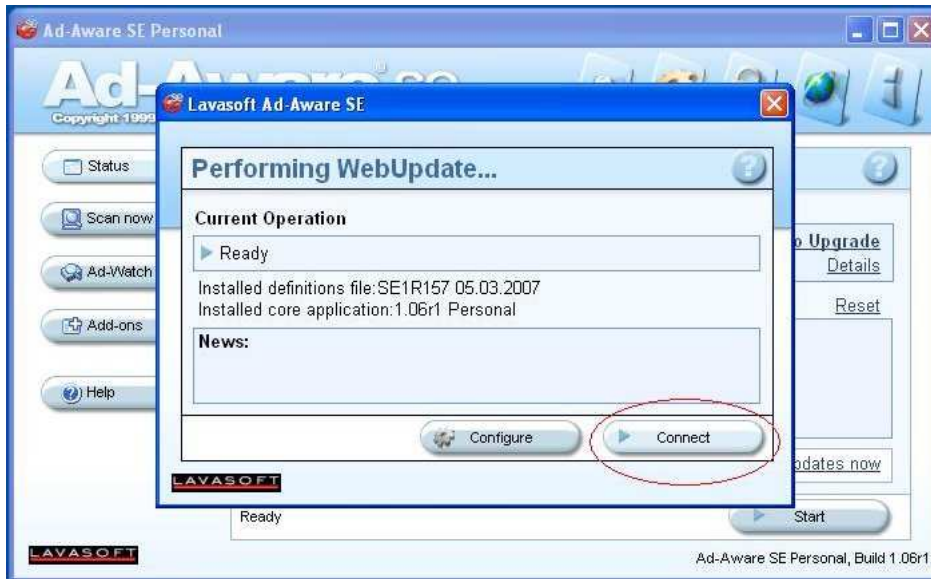 Ad-Aware SE Personal
Ad-Aware SE
Copyright 1999
Lavasoft Ad-Aware SE
Performing WebUpdate...
Current Operation
Ready
Installed definitions file:SE1R157 05.03.2007
Installed core application:1.06r1 Personal
News:
Configure
Connect
LAVASOFT
Status
Scan now
Ad-Watch
Add-ons
Help
Upgrade
Details
Reset
now
Ready
Start
LAVASOFT
Ad-Aware SE Personal, Build 1.06r1